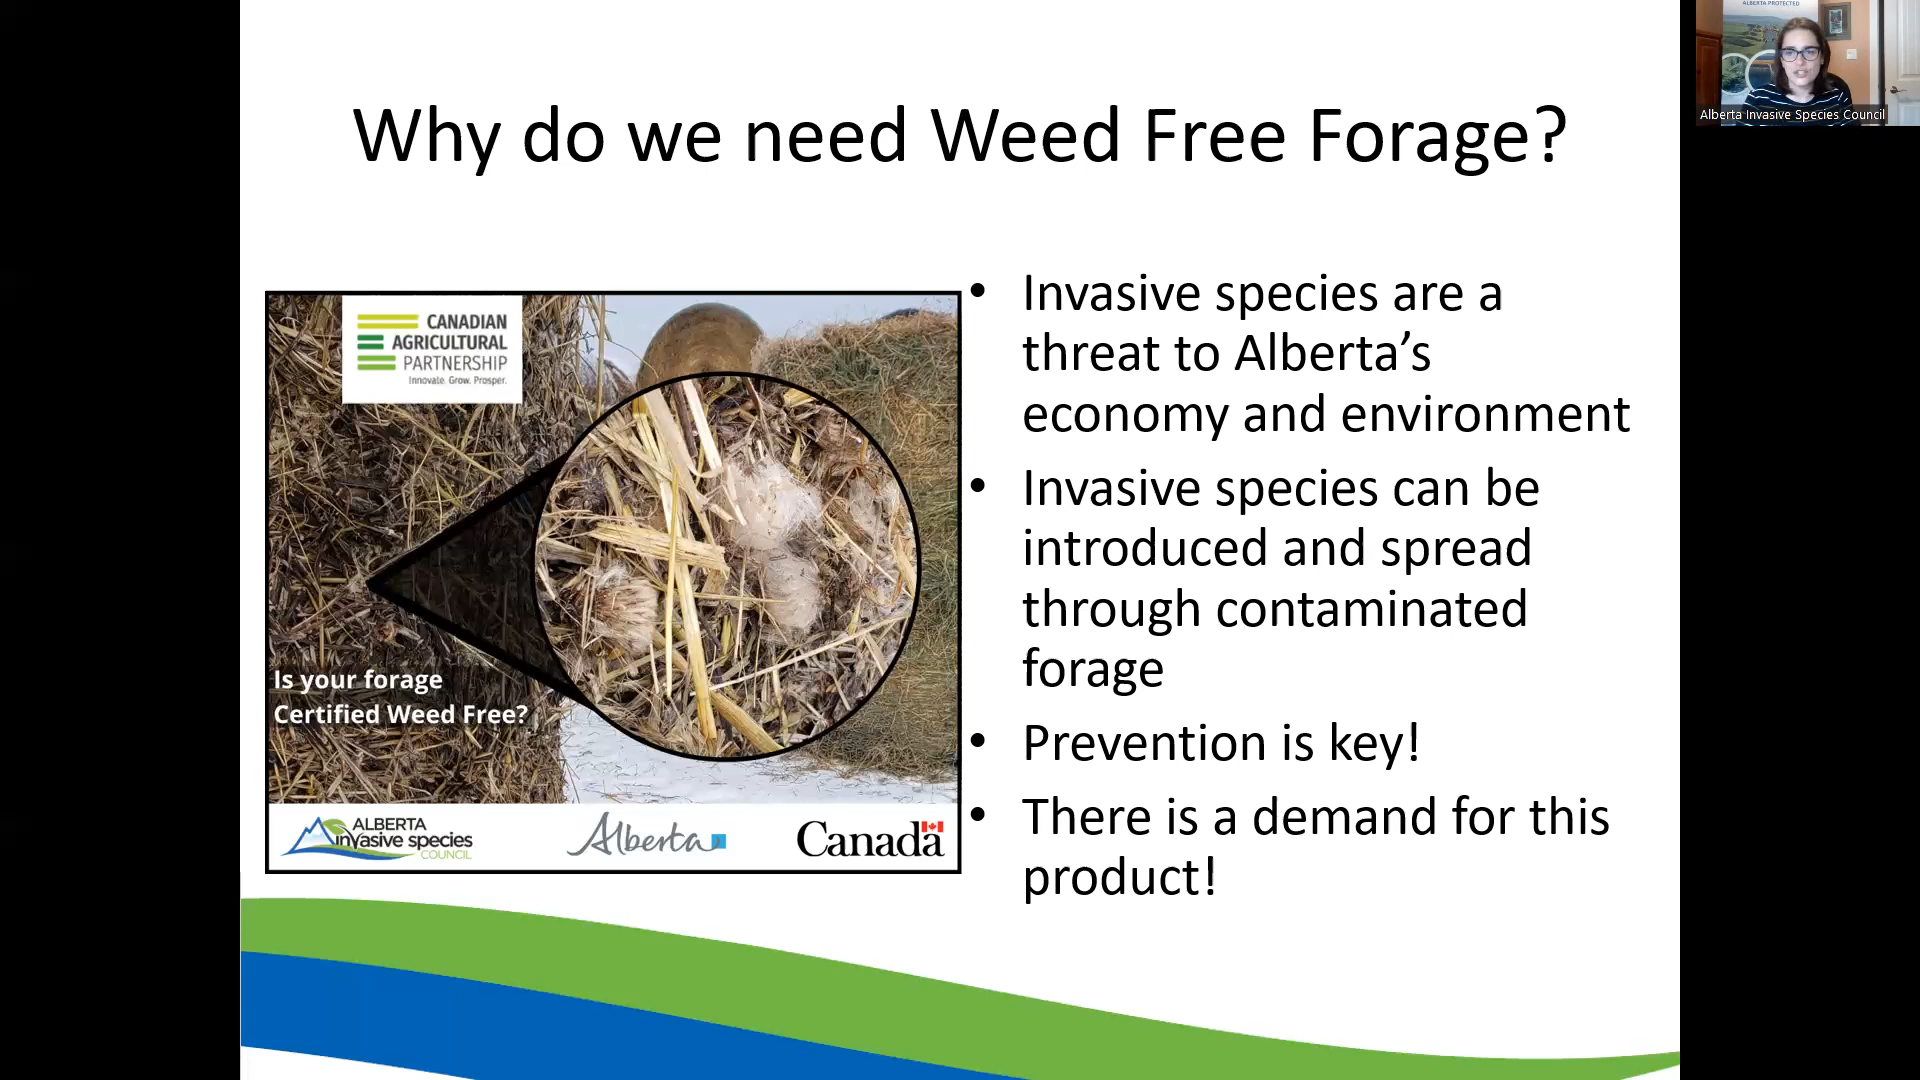 Why do we need Weed Free Forage?
CANADIAN
AGRICULTURAL
PARTNERSHIP
Innovate. Grow. Prosper.
Is your forage
Certified Weed Free?
ALBERTA
invasive species
COUNCIL
Alberta
Canada
• Invasive species are a
threat to Alberta’s
economy and environment
• Invasive species can be
introduced and spread
through contaminated
forage
• Prevention is key!
• There is a demand for this
product!
ALBERTA PROTECTED
Alberta Invasive Species Council